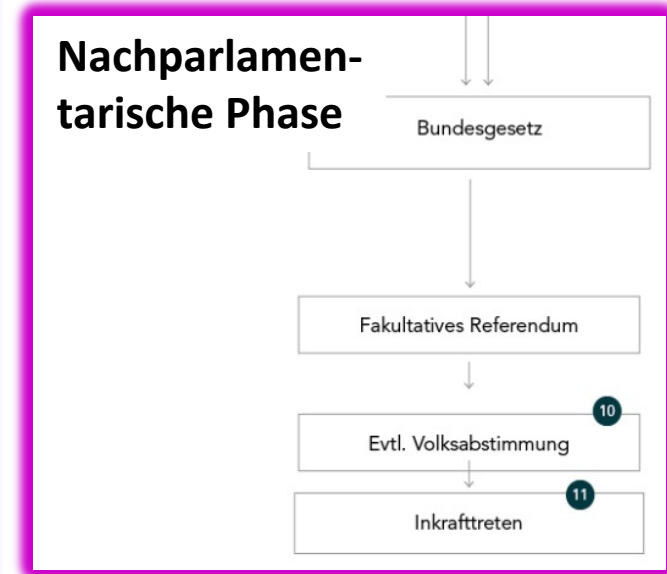 Nachparlamen-
tarische Phase
Bundesgesetz
Fakultatives Referendum
10
Evtl. Volksabstimmung
11
Inkrafttreten